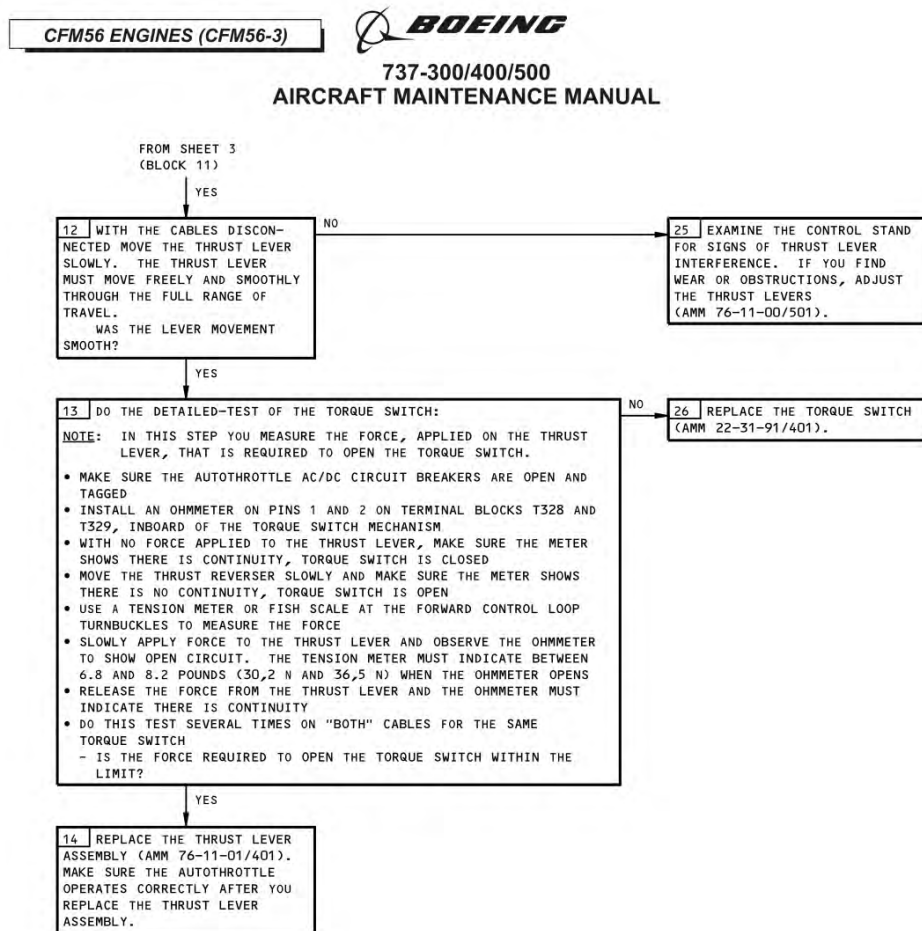 CFM56 ENGINES (CFM56-3)
BOEING
737-300/400/500
AIRCRAFT MAINTENANCE MANUAL
FROM SHEET 3
(BLOCK 11)
YES
12 WITH THE CABLES DISCON-
NECTED MOVE THE THRUST LEVER
SLOWLY. THE THRUST LEVER
MUST MOVE FREELY AND SMOOTHLY
THROUGH THE FULL RANGE OF
TRAVEL.
WAS THE LEVER MOVEMENT
SMOOTH?
NO
25 EXAMINE THE CONTROL STAND
FOR SIGNS OF THRUST LEVER
INTERFERENCE. IF YOU FIND
WEAR OR OBSTRUCTIONS, ADJUST
THE THRUST LEVERS
(AMM 76-11-00/501).
YES
13 DO THE DETAILED-TEST OF THE TORQUE SWITCH:
NOTE: IN THIS STEP YOU MEASURE THE FORCE, APPLIED ON THE THRUST
LEVER, THAT IS REQUIRED TO OPEN THE TORQUE SWITCH.
• MAKE SURE THE AUTOTHROTTLE AC/DC CIRCUIT BREAKERS ARE OPEN AND
TAGGED
• INSTALL AN OHMMETER ON PINS 1 AND 2 ON TERMINAL BLOCKS T328 AND
T329, INBOARD OF THE TORQUE SWITCH MECHANISM
• WITH NO FORCE APPLIED TO THE THRUST LEVER, MAKE SURE THE METER
SHOWS THERE IS CONTINUITY, TORQUE SWITCH IS CLOSED
• MOVE THE THRUST REVERSER SLOWLY AND MAKE SURE THE METER SHOWS
THERE IS NO CONTINUITY, TORQUE SWITCH IS OPEN
• USE A TENSION METER OR FISH SCALE AT THE FORWARD CONTROL LOOP
TURNBUCKLES TO MEASURE THE FORCE
• SLOWLY APPLY FORCE TO THE THRUST LEVER AND OBSERVE THE OHMMETER
TO SHOW OPEN CIRCUIT. THE TENSION METER MUST INDICATE BETWEEN
6.8 AND 8.2 POUNDS (30,2 N AND 36,5 N) WHEN THE OHMMETER OPENS
• RELEASE THE FORCE FROM THE THRUST LEVER AND THE OHMMETER MUST
INDICATE THERE IS CONTINUITY
• DO THIS TEST SEVERAL TIMES ON "BOTH" CABLES FOR THE SAME
TORQUE SWITCH
- IS THE FORCE REQUIRED TO OPEN THE TORQUE SWITCH WITHIN THE
LIMIT?
NO
26 REPLACE THE TORQUE SWITCH
(AMM 22-31-91/401).
YES
14 REPLACE THE THRUST LEVER
ASSEMBLY (AMM 76-11-01/401).
MAKE SURE THE AUTOTHROTTLE
OPERATES CORRECTLY AFTER YOU
REPLACE THE THRUST LEVER
ASSEMBLY.